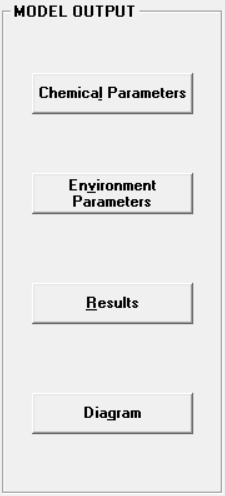 MODEL OUTPUT
Chemical Parameters
Environment
Parameters
Results
Diagram